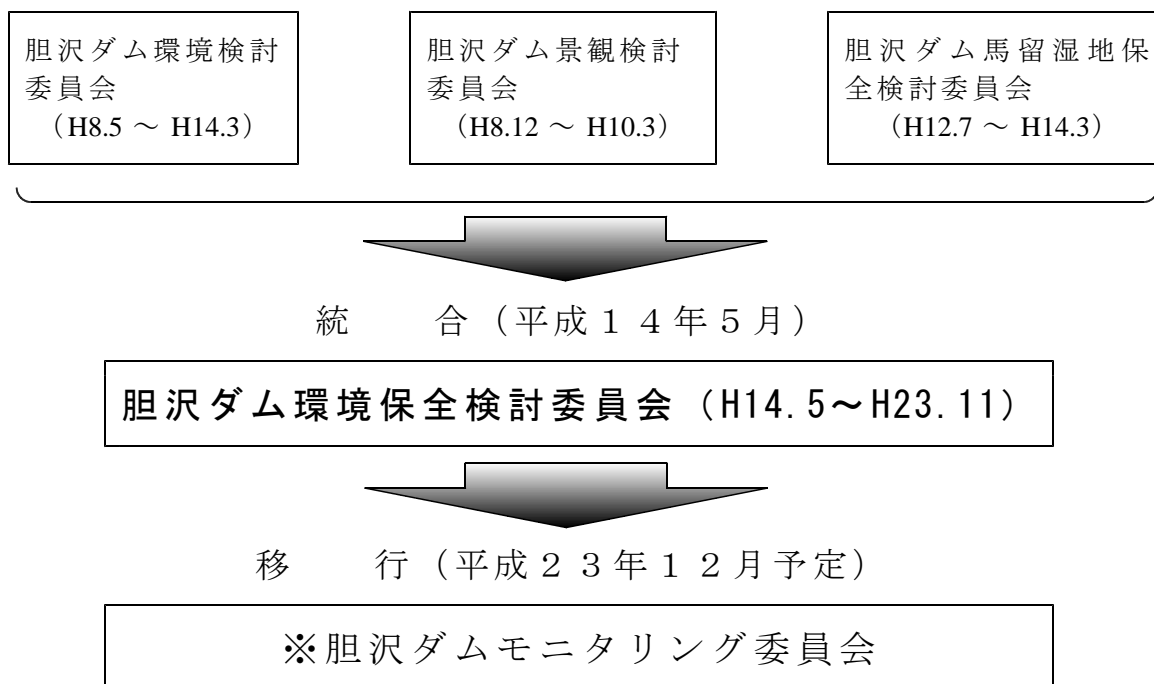 胆沢ダム環境検討
委員会
（H8.5 ～ H14.3）
胆沢ダム景観検討
委員会
（H8.12 ～ H10.3）
胆沢ダム馬留湿地保
全検討委員会
（H12.7 ～ H14.3）
統　　合（平成１４年５月）
胆沢ダム環境保全検討委員会（H14.5～H23.11）
移　　行（平成２３年１２月予定）
※胆沢ダムモニタリング委員会